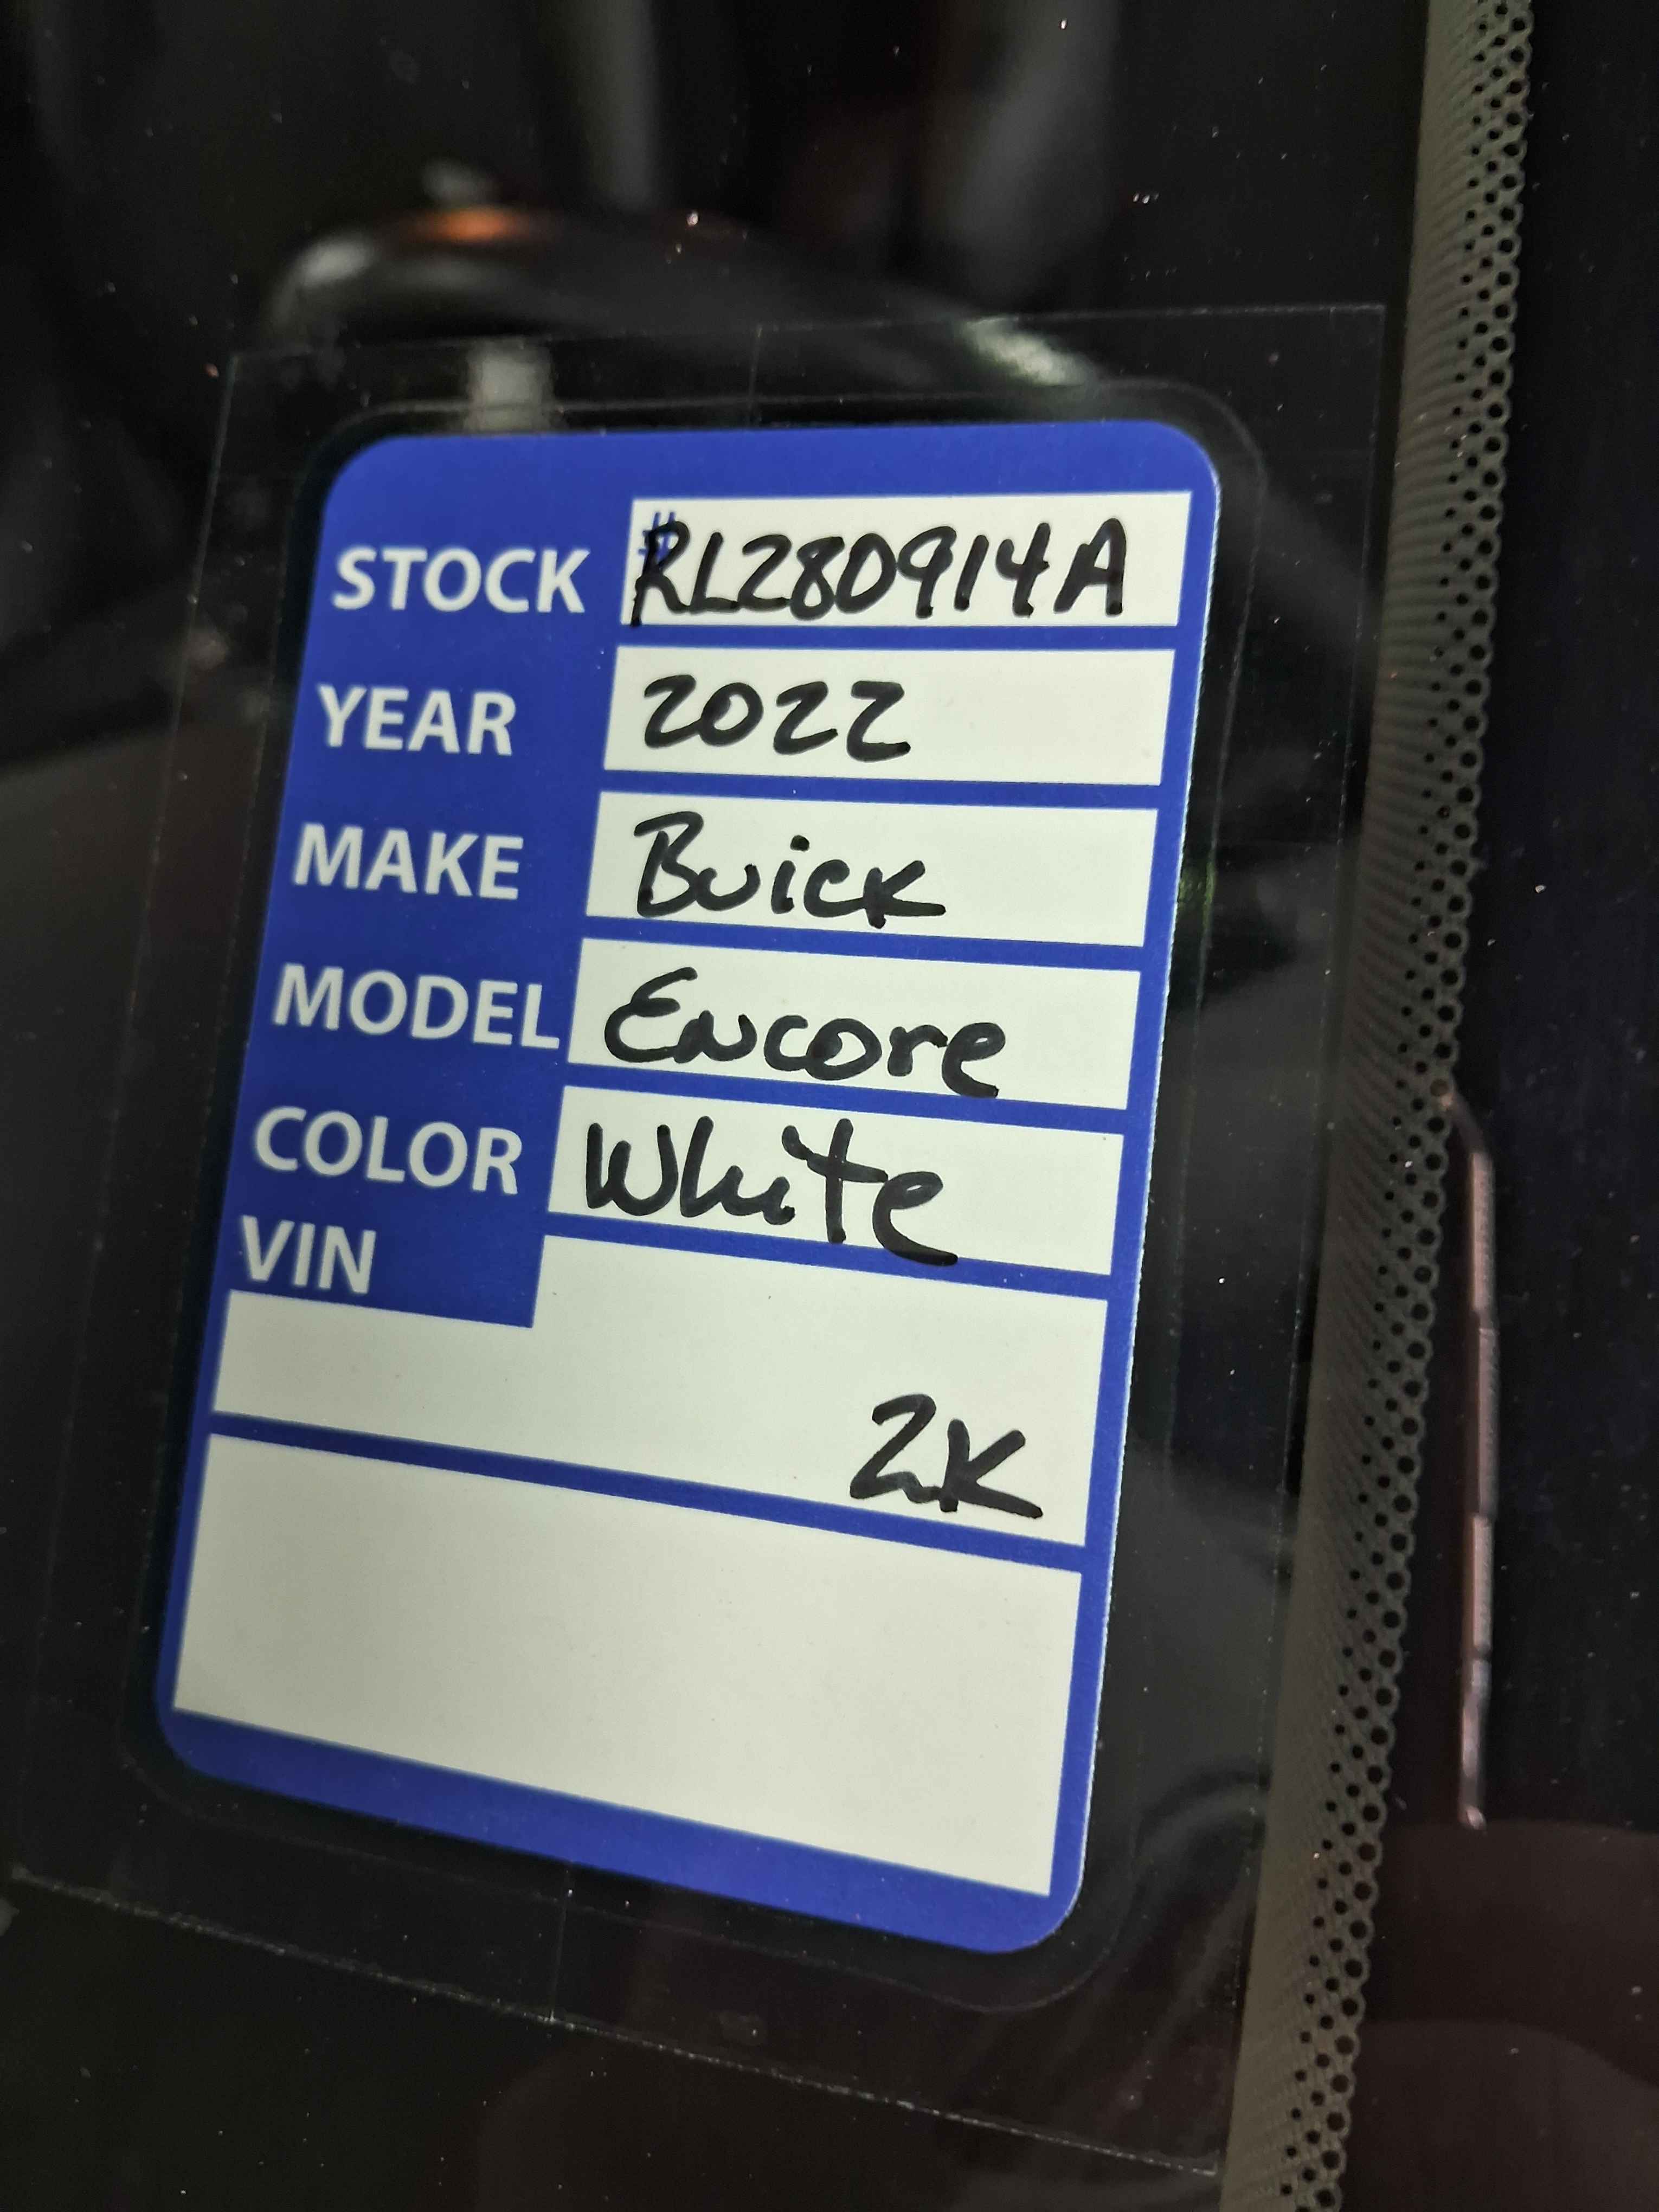 STOCK #RL280914A
YEAR 2022
MAKE Buick
MODEL Encore
COLOR White
VIN
2K